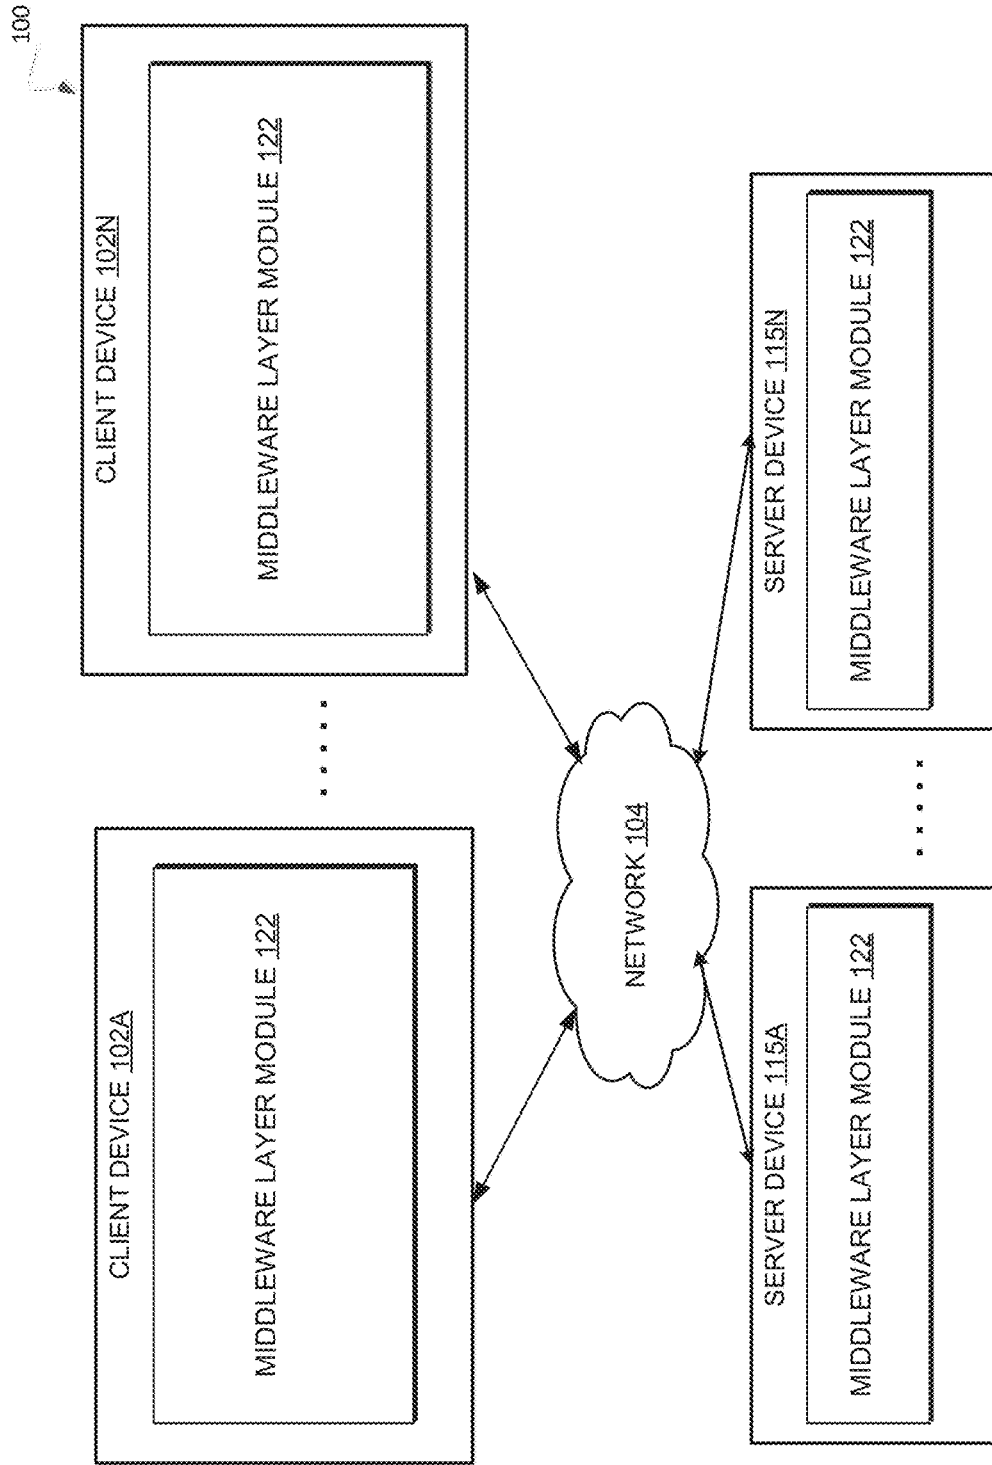 100
CLIENT DEVICE 102A
MIDDLEWARE LAYER MODULE 122
CLIENT DEVICE 102N
MIDDLEWARE LAYER MODULE 122
NETWORK 104
SERVER DEVICE 115A
MIDDLEWARE LAYER MODULE 122
SERVER DEVICE 115N
MIDDLEWARE LAYER MODULE 122